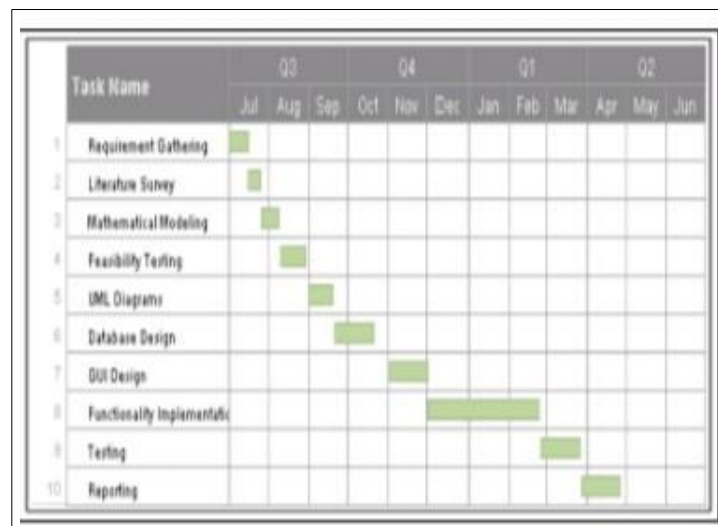 Task Name
Q3 Q4 Q1 Q2
Jul Aug Sep Oct Nov Dec Jan Feb Mar Apr May Jun
1 Requirement Gathering
2 Literature Survey
3 Mathematical Modeling
4 Feasibility Testing
5 UML Diagrams
6 Database Design
7 GUI Design
8 Functionality Implementatic
9 Testing
10 Reporting